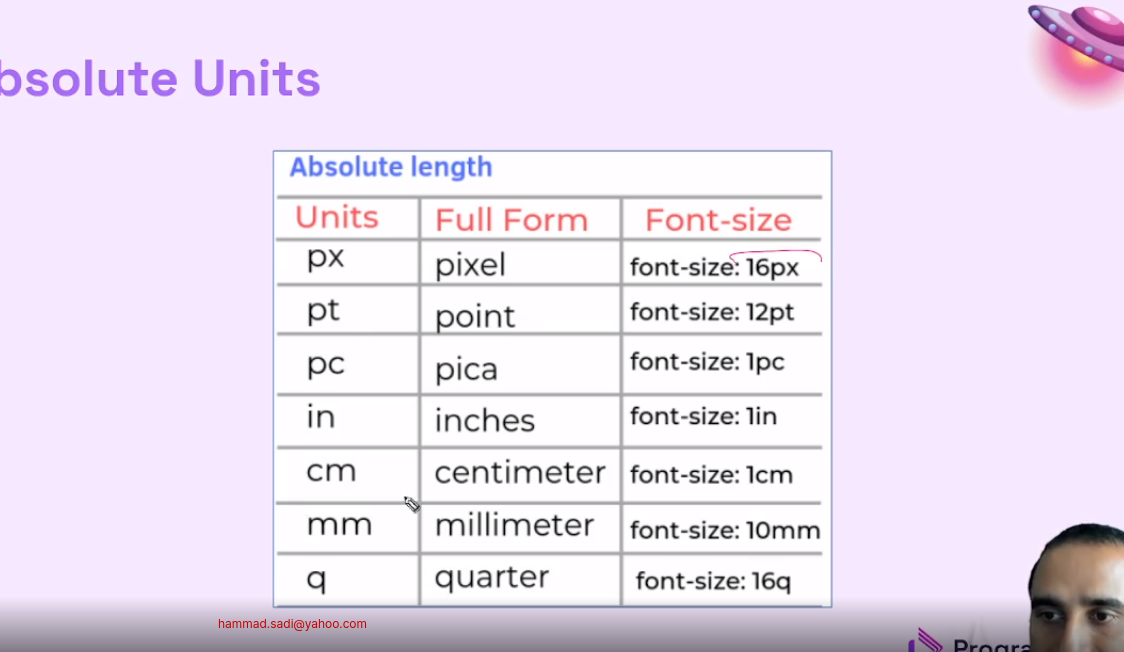 bsolute Units
Absolute length
Units Full Form Font-size
px pixel font-size: 16px
pt point font-size: 12pt
pc pica font-size: 1pc
in inches font-size: 1in
cm centimeter font-size: 1cm
mm millimeter font-size: 10mm
q quarter font-size: 16q
hammad.sadi@yahoo.com
Progra